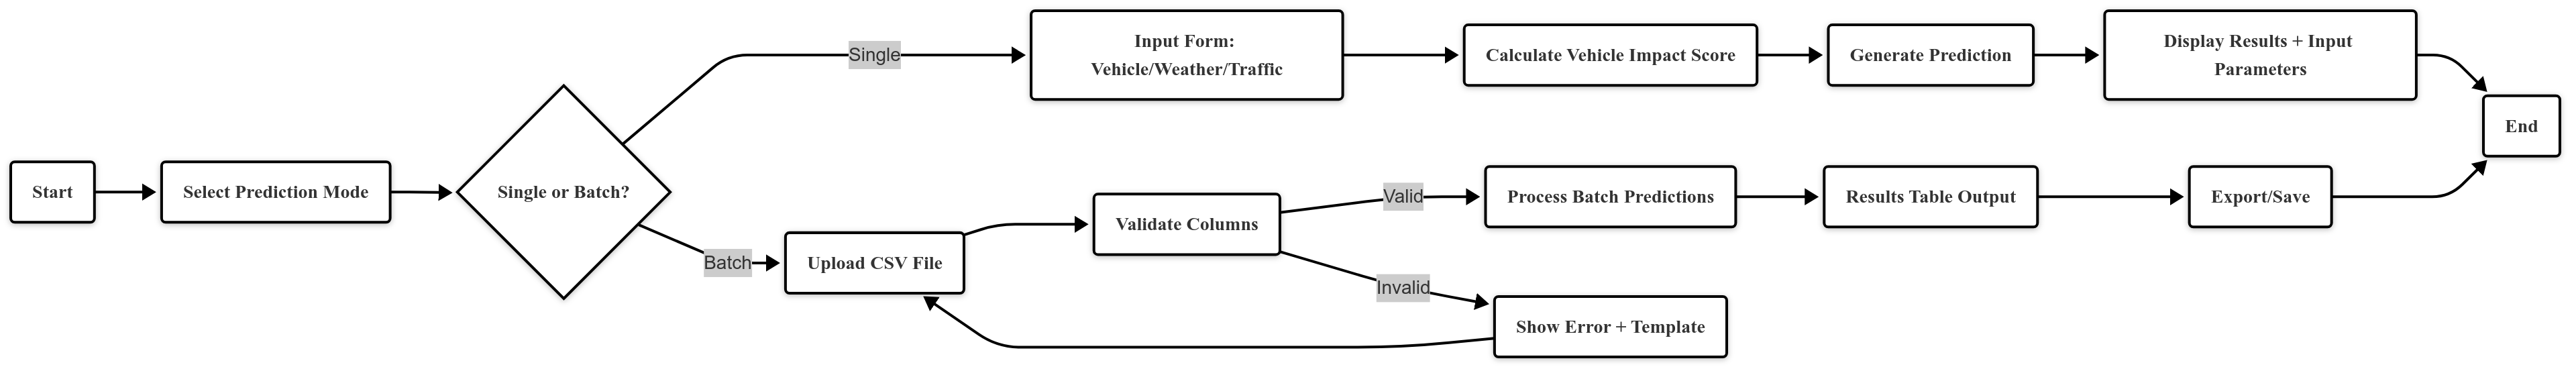 Start
Select Prediction Mode
Single or Batch?
Single
Input Form:
Vehicle/Weather/Traffic
Calculate Vehicle Impact Score
Generate Prediction
Display Results + Input
Parameters
Batch
Upload CSV File
Validate Columns
Valid
Process Batch Predictions
Results Table Output
Export/Save
Invalid
Show Error + Template
End